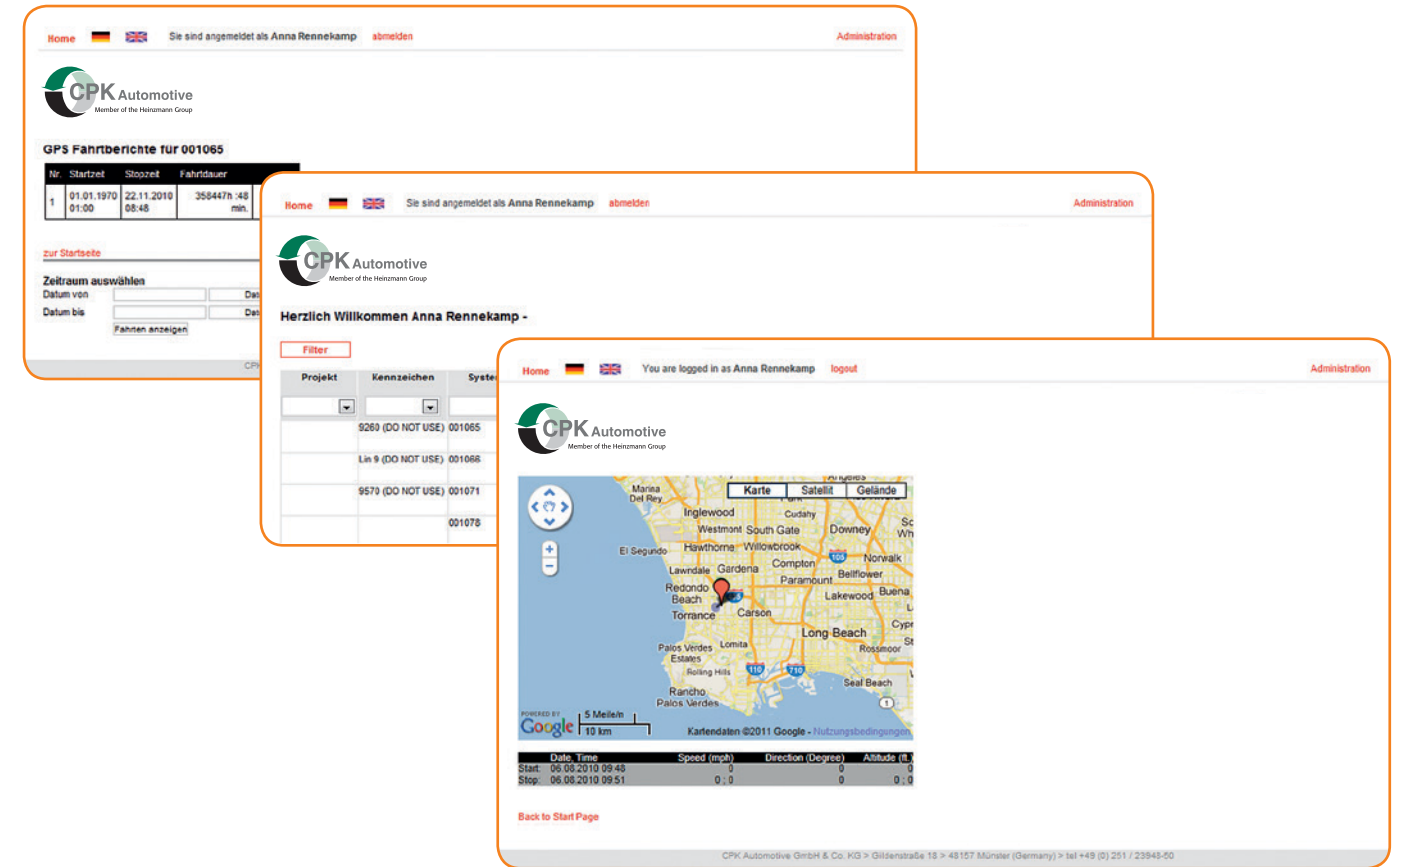 Home Sie sind angemeldet als Anna Rennekamp abmelden Administration
CPK Automotive
Member of the Heinzmann Group
GPS Fahrtberichte für 001065
Nr. Startzeit Stopzeit Fahrtdauer
1 01.01.1970 01:00 22.11.2010 08:48 358447h :48 min.
zur Startseite
Zeitraum auswählen
Datum von
Datum bis
Fahrten anzeigen
Home Sie sind angemeldet als Anna Rennekamp abmelden Administration
CPK Automotive
Member of the Heinzmann Group
Herzlich Willkommen Anna Rennekamp -
Filter
Projekt Kennzeichen
9260 (DO NOT USE) 001065
Lin 9 (DO NOT USE) 001066
9570 (DO NOT USE) 001071
001078
Home You are logged in as Anna Rennekamp logout Administration
CPK Automotive
Member of the Heinzmann Group
Karte Satellit Gelände
Marina
Del Rey
Inglewood
Cudahy
Westmont South Gate Downey
El Segundo Hawthorne Willowbrook
105 Norwalk
Lawndale Gardena Compton
Paramount Bellflower
Redondo
Beach
Lakewood Buena
Torrance Carson
Long Beach
Palos Verdes
Estates
Lomita
Rossmoor
Rolling Hills
110 710
Seal Beach
Rancho
Palos Verdes
1
POWERED BY
Google
5 Meile/n
10 km
Kartendaten ©2011 Google - Nutzungsbedingungen
Date, Time Speed (mph) Direction (Degree) Altitude (ft.)
Start: 06.08.2010 09:48 0 0 0
Stop: 06.08.2010 09:51 0 ; 0 0 0 ; 0
Back to Start Page
CPK Automotive GmbH & Co. KG > Gildenstraße 18 > 48157 Münster (Germany) > tel +49 (0) 251 / 23948-50